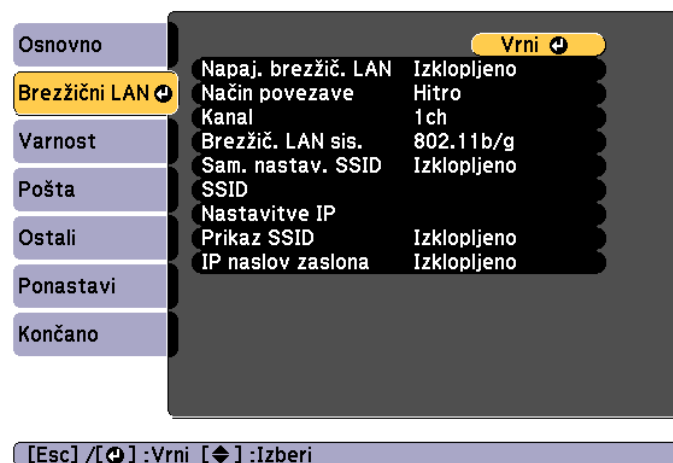 Osnovno
Brezžični LAN
Varnost
Pošta
Ostali
Ponastavi
Končano
Vrni
Napaj. brezžič. LAN Izklopljeno
Način povezave Hitro
Kanal 1ch
Brezžič. LAN sis. 802.11b/g
Sam. nastav. SSID Izklopljeno
SSID
Nastavitve IP
Prikaz SSID Izklopljeno
IP naslov zaslona Izklopljeno
[Esc] /[⏎] :Vrni [◆] :Izberi